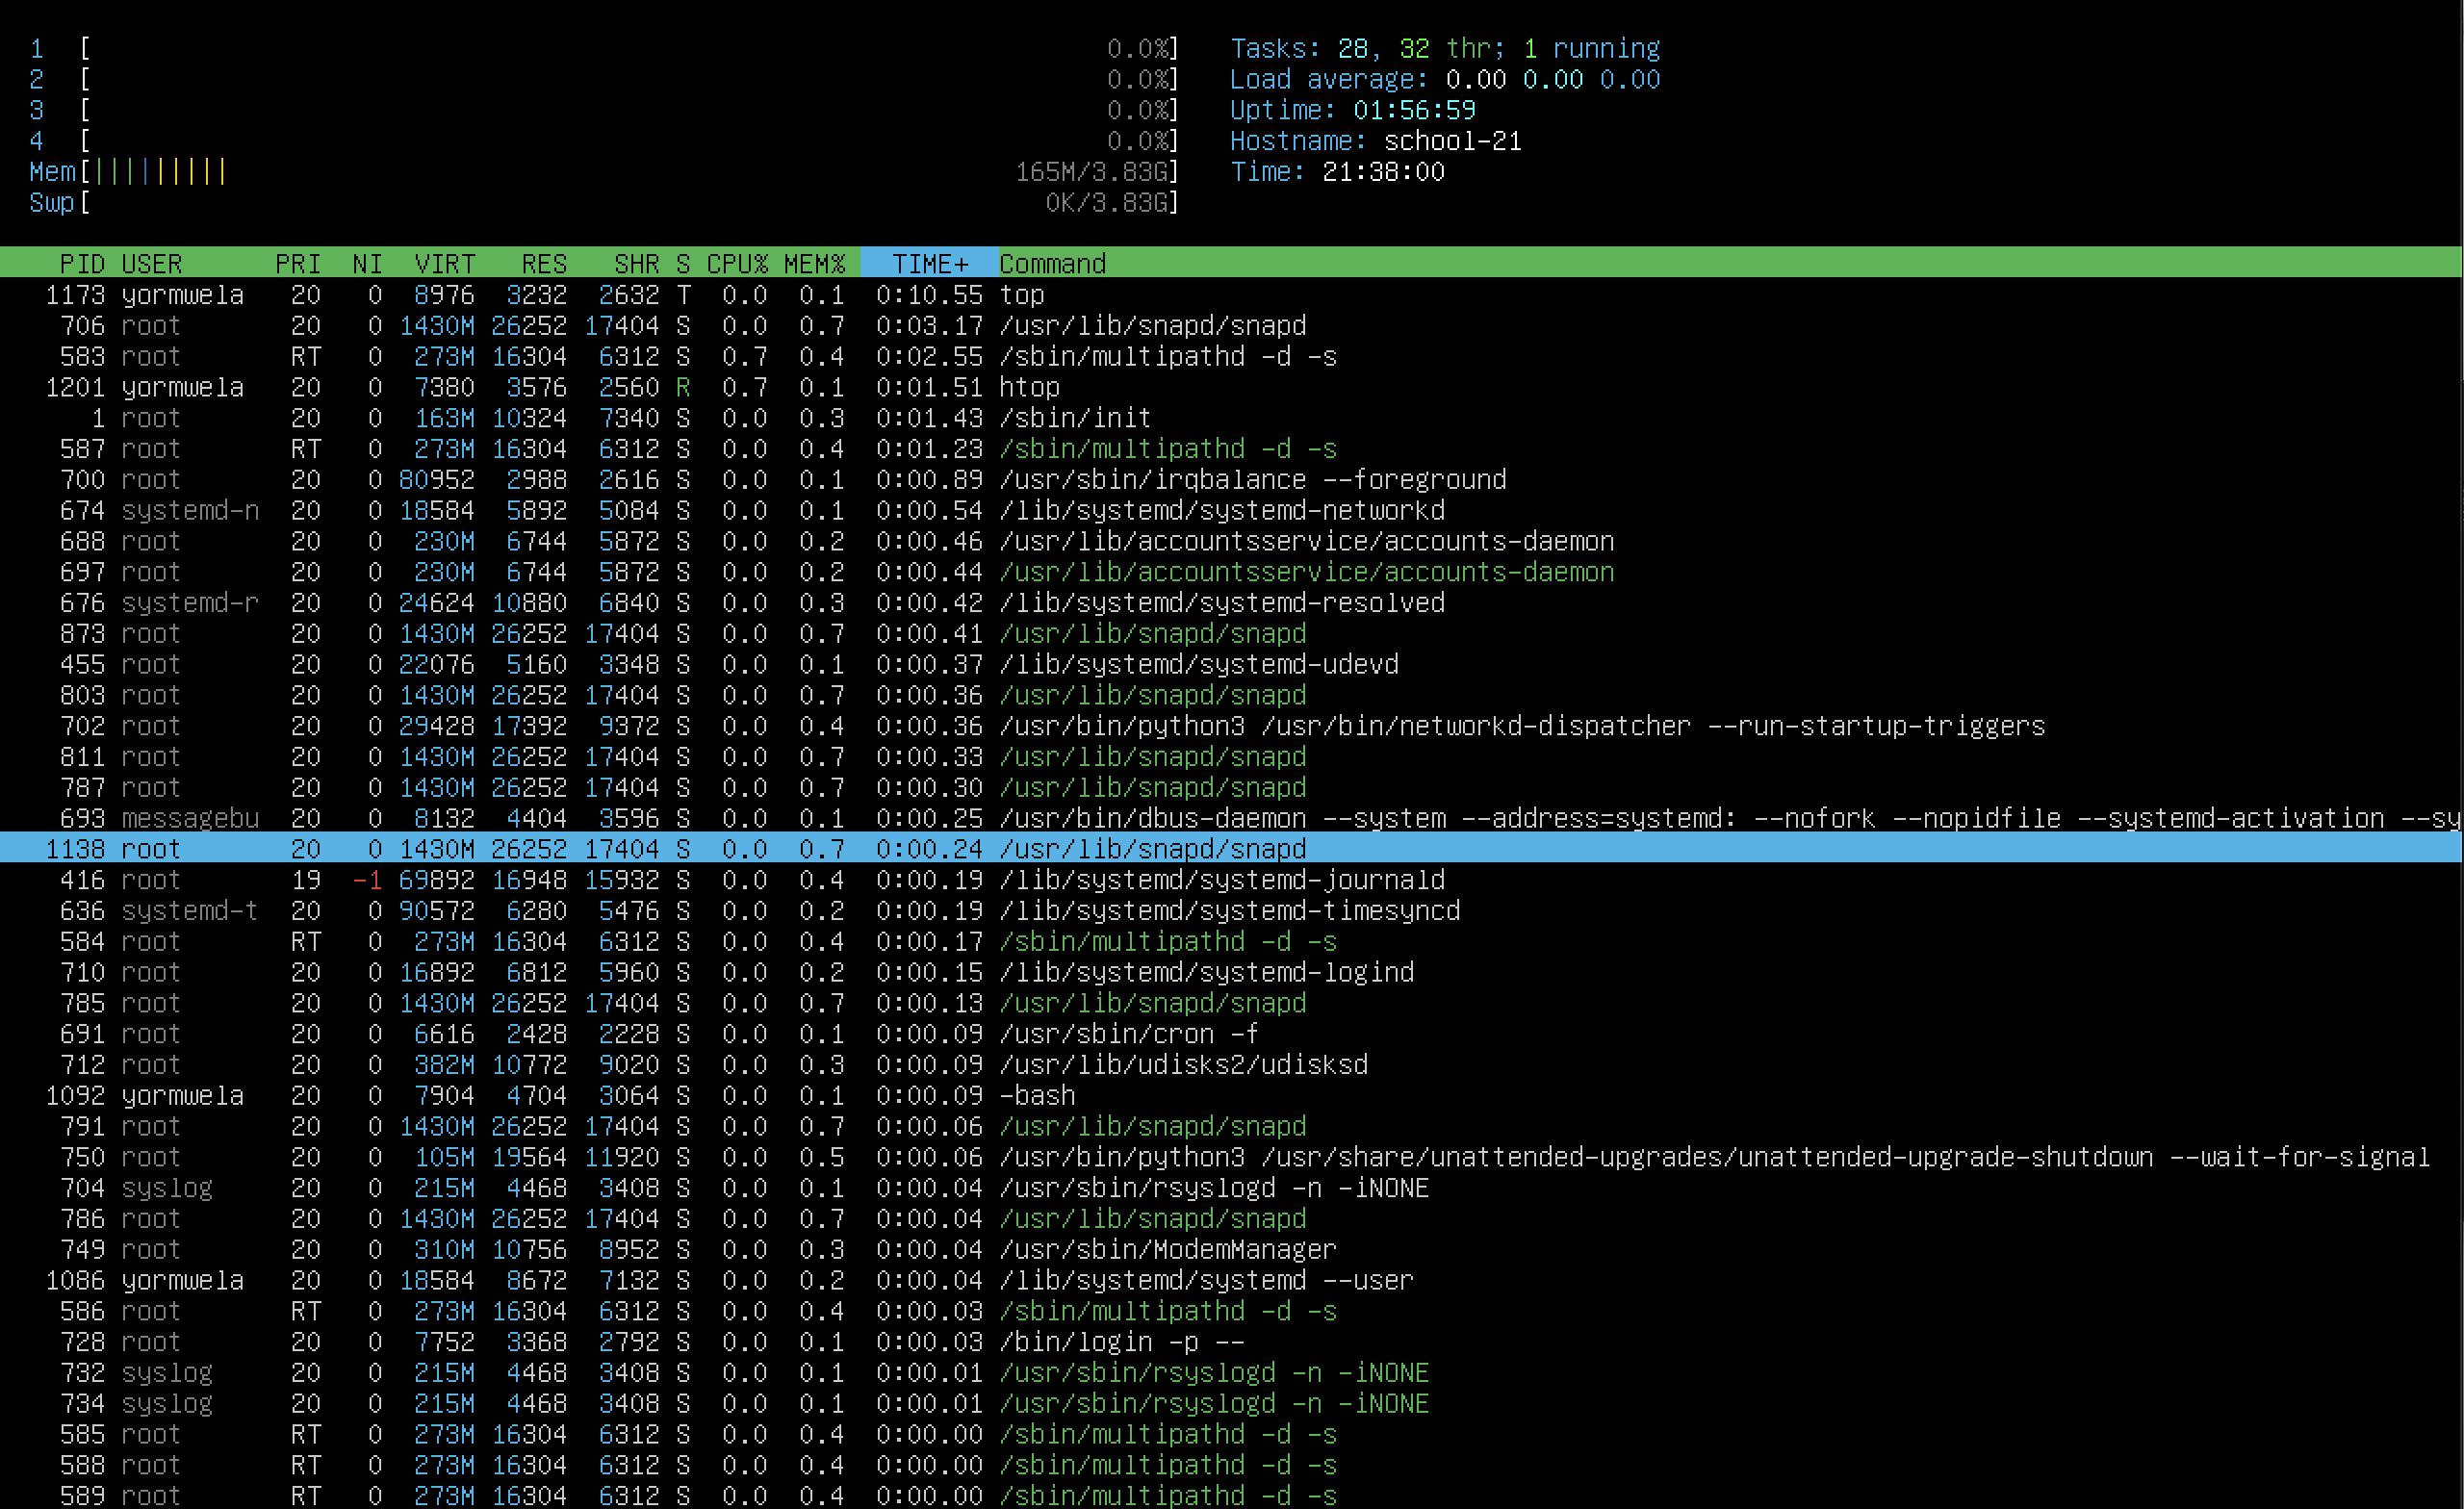 1 [ 0.0%] Tasks: 28, 32 thr; 1 running
2 [ 0.0%] Load average: 0.00 0.00 0.00
3 [ 0.0%] Uptime: 01:56:59
4 [ 0.0%] Hostname: school-21
Mem[||||||||| 165M/3.83G] Time: 21:38:00
Swp[ 0K/3.83G]
PID USER PRI NI VIRT RES SHR S CPU% MEM% TIME+ Command
1173 yormwela 20 0 8976 3232 2632 T 0.0 0.1 0:10.55 top
706 root 20 0 1430M 26252 17404 S 0.0 0.7 0:03.17 /usr/lib/snapd/snapd
583 root RT 0 273M 16304 6312 S 0.7 0.4 0:02.55 /sbin/multipathd -d -s
1201 yormwela 20 0 7380 3576 2560 R 0.7 0.1 0:01.51 htop
1 root 20 0 163M 10324 7340 S 0.0 0.3 0:01.43 /sbin/init
587 root RT 0 273M 16304 6312 S 0.0 0.4 0:01.23 /sbin/multipathd -d -s
700 root 20 0 80952 2988 2616 S 0.0 0.1 0:00.89 /usr/sbin/irqbalance --foreground
674 systemd-n 20 0 18584 5892 5084 S 0.0 0.1 0:00.54 /lib/systemd/systemd-networkd
688 root 20 0 230M 6744 5872 S 0.0 0.2 0:00.46 /usr/lib/accountsservice/accounts-daemon
697 root 20 0 230M 6744 5872 S 0.0 0.2 0:00.44 /usr/lib/accountsservice/accounts-daemon
676 systemd-r 20 0 24624 10880 6840 S 0.0 0.3 0:00.42 /lib/systemd/systemd-resolved
873 root 20 0 1430M 26252 17404 S 0.0 0.7 0:00.41 /usr/lib/snapd/snapd
455 root 20 0 22076 5160 3348 S 0.0 0.1 0:00.37 /lib/systemd/systemd-udevd
803 root 20 0 1430M 26252 17404 S 0.0 0.7 0:00.36 /usr/lib/snapd/snapd
702 root 20 0 29428 17392 9372 S 0.0 0.4 0:00.36 /usr/bin/python3 /usr/bin/networkd-dispatcher --run-startup-triggers
811 root 20 0 1430M 26252 17404 S 0.0 0.7 0:00.33 /usr/lib/snapd/snapd
787 root 20 0 1430M 26252 17404 S 0.0 0.7 0:00.30 /usr/lib/snapd/snapd
693 messagebu 20 0 8132 4404 3596 S 0.0 0.1 0:00.25 /usr/bin/dbus-daemon --system --address=systemd: --nofork --nopidfile --systemd-activation --sy
1138 root 20 0 1430M 26252 17404 S 0.0 0.7 0:00.24 /usr/lib/snapd/snapd
416 root 19 -1 69892 16948 15932 S 0.0 0.4 0:00.19 /lib/systemd/systemd-journald
636 systemd-t 20 0 90572 6280 5476 S 0.0 0.2 0:00.19 /lib/systemd/systemd-timesyncd
584 root RT 0 273M 16304 6312 S 0.0 0.4 0:00.17 /sbin/multipathd -d -s
710 root 20 0 16892 6812 5960 S 0.0 0.2 0:00.15 /lib/systemd/systemd-logind
785 root 20 0 1430M 26252 17404 S 0.0 0.7 0:00.13 /usr/lib/snapd/snapd
691 root 20 0 6616 2428 2228 S 0.0 0.1 0:00.09 /usr/sbin/cron -f
712 root 20 0 382M 10772 9020 S 0.0 0.3 0:00.09 /usr/lib/udisks2/udisksd
1092 yormwela 20 0 7904 4704 3064 S 0.0 0.1 0:00.09 -bash
791 root 20 0 1430M 26252 17404 S 0.0 0.7 0:00.06 /usr/lib/snapd/snapd
750 root 20 0 105M 19564 11920 S 0.0 0.5 0:00.06 /usr/bin/python3 /usr/share/unattended-upgrades/unattended-upgrade-shutdown --wait-for-signal
704 syslog 20 0 215M 4468 3408 S 0.0 0.1 0:00.04 /usr/sbin/rsyslogd -n -iNONE
786 root 20 0 1430M 26252 17404 S 0.0 0.7 0:00.04 /usr/lib/snapd/snapd
749 root 20 0 310M 10756 8952 S 0.0 0.3 0:00.04 /usr/sbin/ModemManager
1086 yormwela 20 0 18584 8672 7132 S 0.0 0.2 0:00.04 /lib/systemd/systemd --user
586 root RT 0 273M 16304 6312 S 0.0 0.4 0:00.03 /sbin/multipathd -d -s
728 root 20 0 7752 3368 2792 S 0.0 0.1 0:00.03 /bin/login -p --
732 syslog 20 0 215M 4468 3408 S 0.0 0.1 0:00.01 /usr/sbin/rsyslogd -n -iNONE
734 syslog 20 0 215M 4468 3408 S 0.0 0.1 0:00.01 /usr/sbin/rsyslogd -n -iNONE
585 root RT 0 273M 16304 6312 S 0.0 0.4 0:00.00 /sbin/multipathd -d -s
588 root RT 0 273M 16304 6312 S 0.0 0.4 0:00.00 /sbin/multipathd -d -s
589 root RT 0 273M 16304 6312 S 0.0 0.4 0:00.00 /sbin/multipathd -d -s